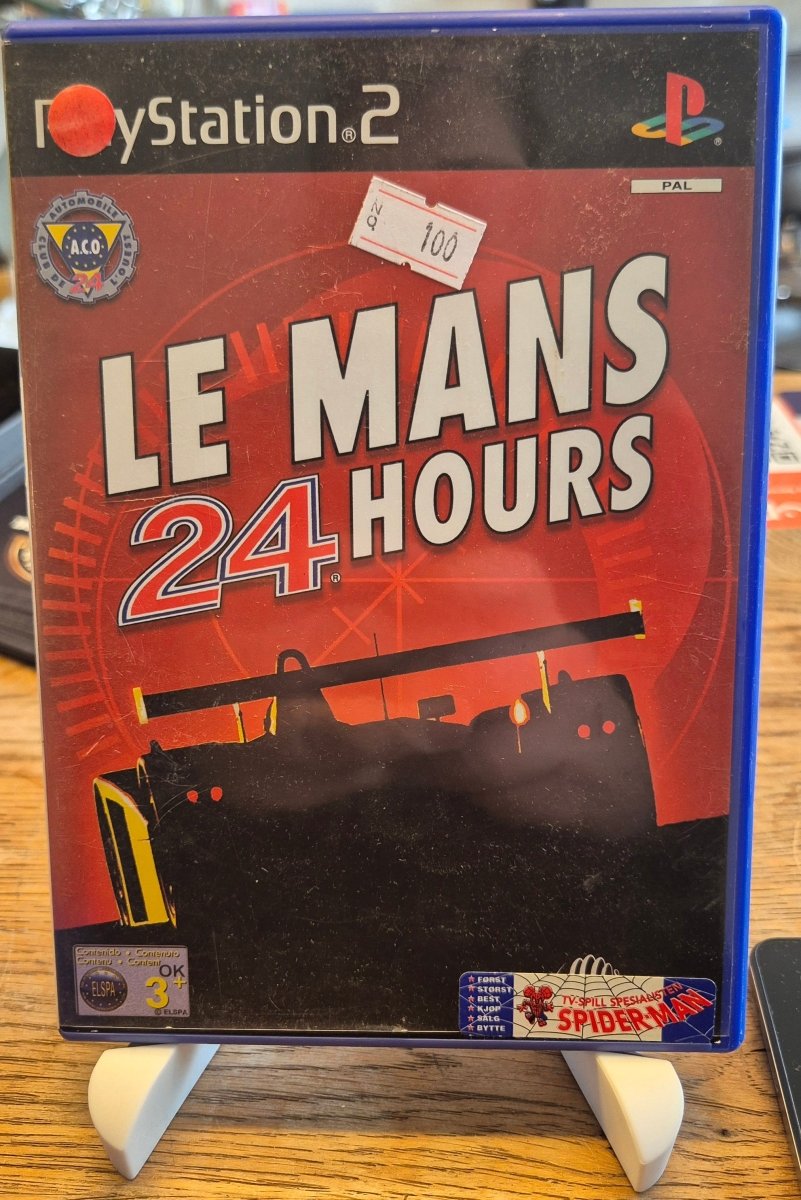 PlayStation®2
PAL
AUTOMOBILE
CLUB DE L'OUEST
A.C.O.
24
NQ 100
LE MANS
24® HOURS
Contenido • Contenuto
Contenu • Content
ELSPA
OK
3+
© ELSPA
★ FØRST
★ STØRST
★ BEST
★ KJØP
★ SALG
★ BYTTE
TV-SPILL SPESIALISTEN
SPIDER-MAN